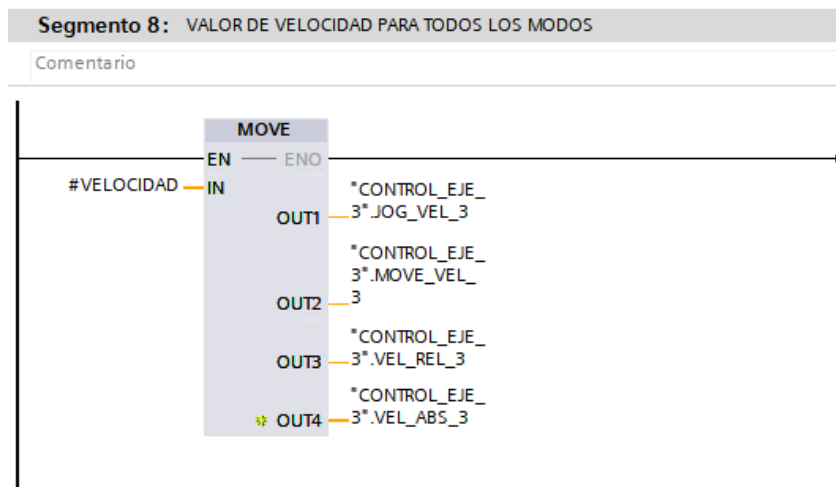 Segmento 8: VALOR DE VELOCIDAD PARA TODOS LOS MODOS
Comentario
MOVE
EN ENO
#VELOCIDAD IN
"CONTROL_EJE_
OUT1 3".JOG_VEL_3
"CONTROL_EJE_
3".MOVE_VEL_
OUT2 3
"CONTROL_EJE_
OUT3 3".VEL_REL_3
"CONTROL_EJE_
OUT4 3".VEL_ABS_3